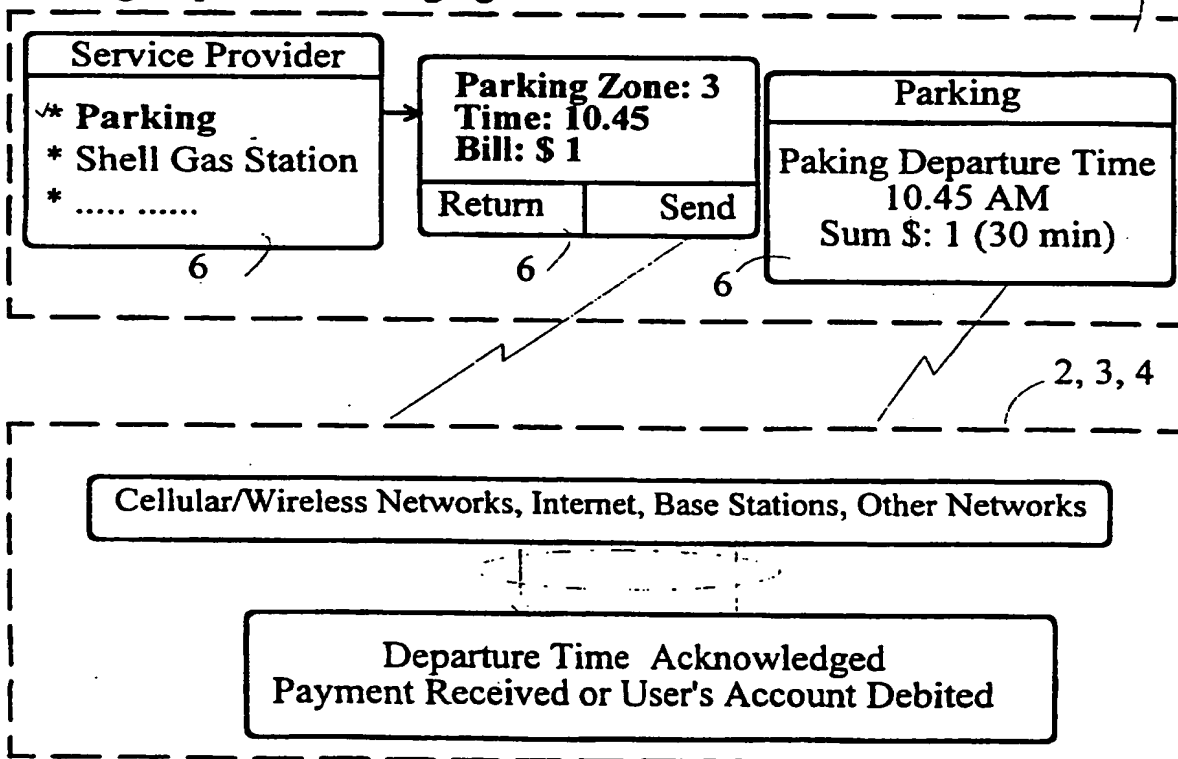 Service Provider
* Parking
* Shell Gas Station
* ..... ......
6
Parking Zone: 3
Time: 10.45
Bill: $ 1
Return Send
6
Parking
Paking Departure Time
10.45 AM
Sum $: 1 (30 min)
6
2, 3, 4
Cellular/Wireless Networks, Internet, Base Stations, Other Networks
Departure Time Acknowledged
Payment Received or User's Account Debited